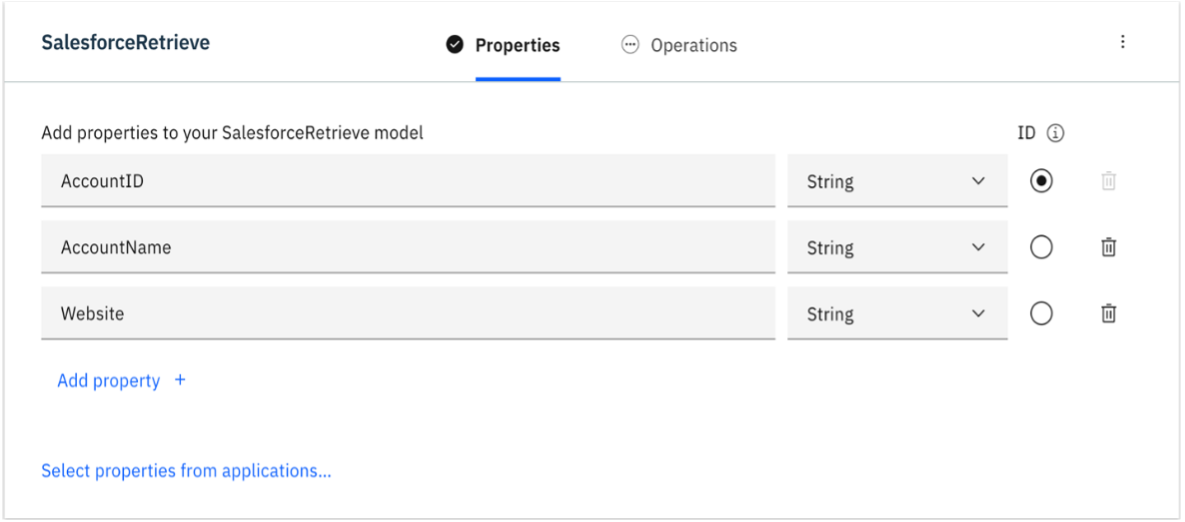 SalesforceRetrieve
Properties
Operations
Add properties to your SalesforceRetrieve model
ID
AccountID
String
AccountName
String
Website
String
Add property +
Select properties from applications...